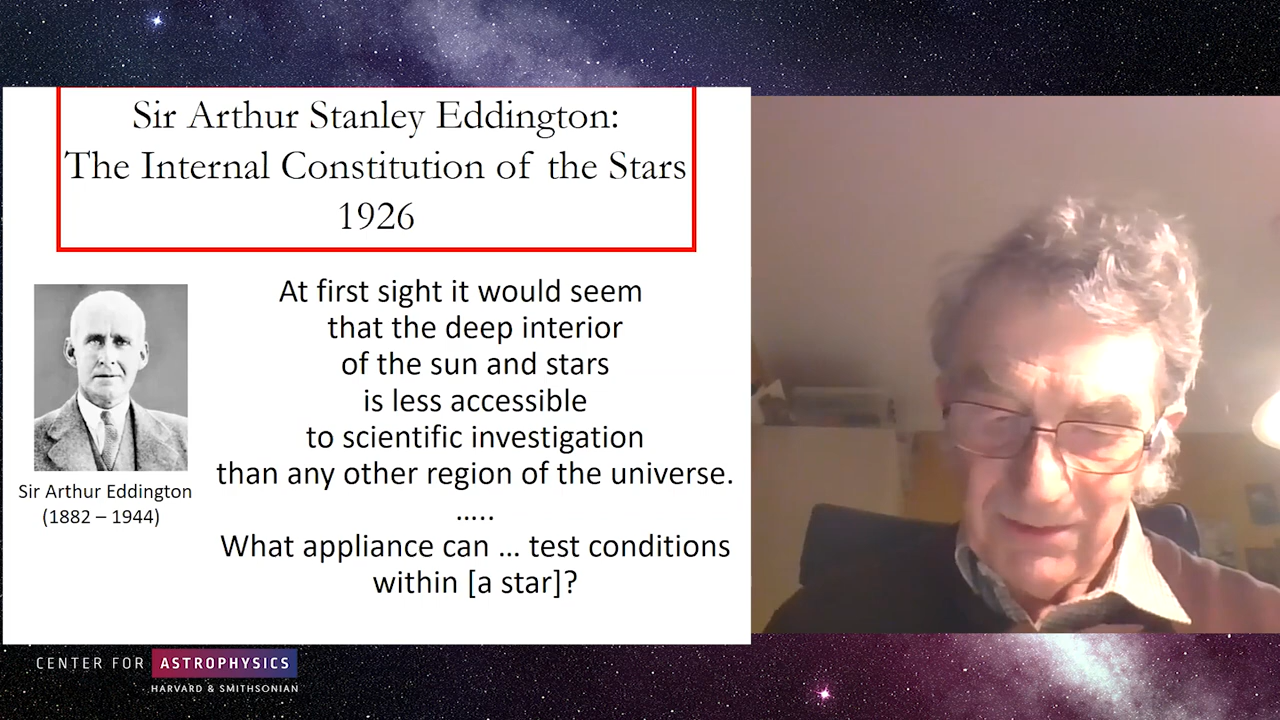 Sir Arthur Stanley Eddington:
The Internal Constitution of the Stars
1926
At first sight it would seem
that the deep interior
of the sun and stars
is less accessible
to scientific investigation
than any other region of the universe.
.....
What appliance can ... test conditions
within [a star]?
Sir Arthur Eddington
(1882 – 1944)
CENTER FOR ASTROPHYSICS
HARVARD & SMITHSONIAN